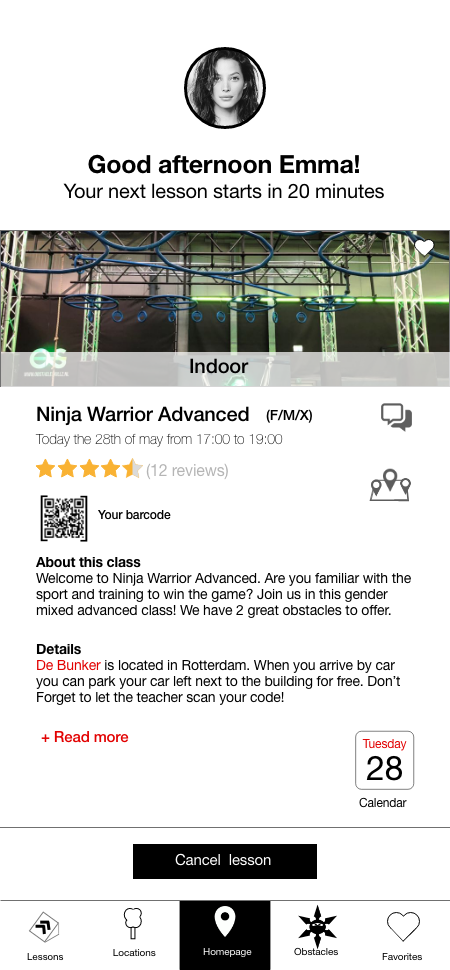 Good afternoon Emma!
Your next lesson starts in 20 minutes
OS
Indoor
Ninja Warrior Advanced (F/M/X)
Today the 28th of may from 17:00 to 19:00
(12 reviews)
Your barcode
About this class
Welcome to Ninja Warrior Advanced. Are you familiar with the
sport and training to win the game? Join us in this gender
mixed advanced class! We have 2 great obstacles to offer.
Details
De Bunker is located in Rotterdam. When you arrive by car
you can park your car left next to the building for free. Don’t
Forget to let the teacher scan your code!
+ Read more
Tuesday
28
Calendar
Cancel lesson
Lessons
Locations
Homepage
Obstacles
Favorites